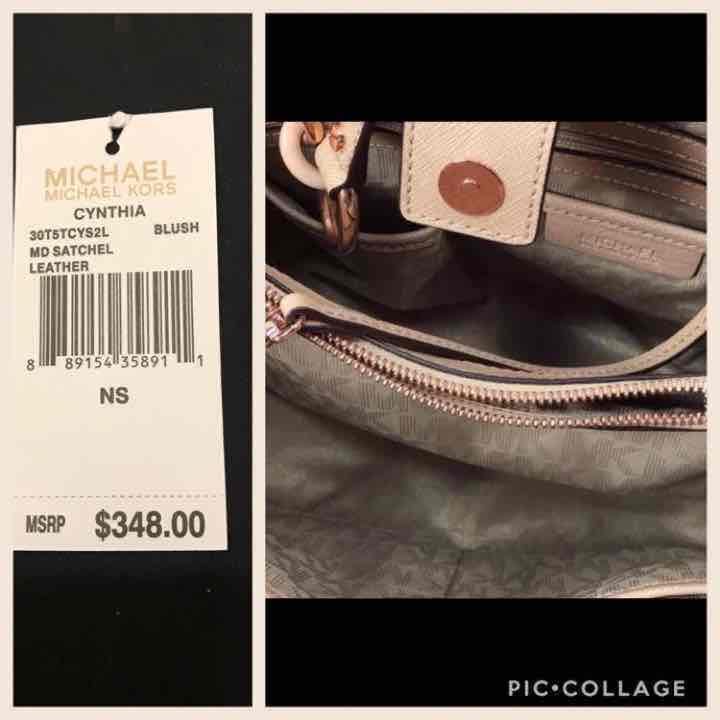 MICHAEL
MICHAEL KORS
CYNTHIA
30T5TCYS2L BLUSH
MD SATCHEL
LEATHER
8 89154 35891 1
NS
MSRP $348.00
MICHAEL
PIC•COLLAGE